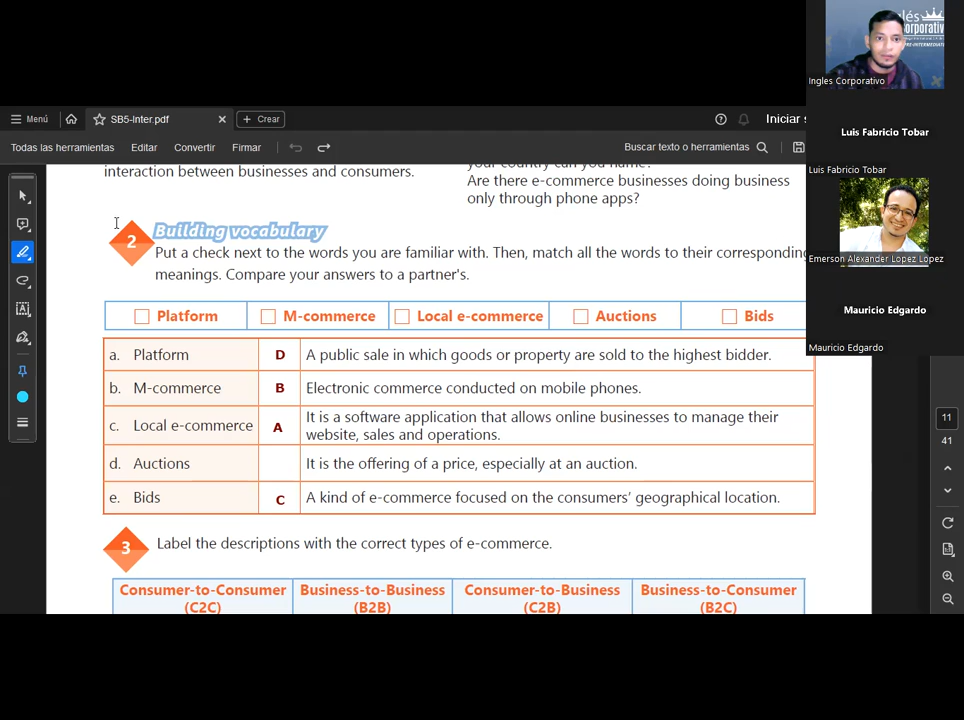 Menú
SB5-Inter.pdf
Crear
Iniciar s
Todas las herramientas
Editar
Convertir
Firmar
Buscar texto o herramientas
interaction between businesses and consumers.
your country can you name?
Are there e-commerce businesses doing business
only through phone apps?
2
Building vocabulary
Put a check next to the words you are familiar with. Then, match all the words to their corresponding
meanings. Compare your answers to a partner's.
Platform M-commerce Local e-commerce Auctions Bids
a. Platform D A public sale in which goods or property are sold to the highest bidder.
b. M-commerce B Electronic commerce conducted on mobile phones.
c. Local e-commerce A It is a software application that allows online businesses to manage their
website, sales and operations.
d. Auctions It is the offering of a price, especially at an auction.
e. Bids C A kind of e-commerce focused on the consumers' geographical location.
3
Label the descriptions with the correct types of e-commerce.
Consumer-to-Consumer Business-to-Business Consumer-to-Business Business-to-Consumer
(C2C) (B2B) (C2B) (B2C)
11
41
Ingles Corporativo
Luis Fabricio Tobar
Luis Fabricio Tobar
Emerson Alexander Lopez Lopez
Mauricio Edgardo
Mauricio Edgardo